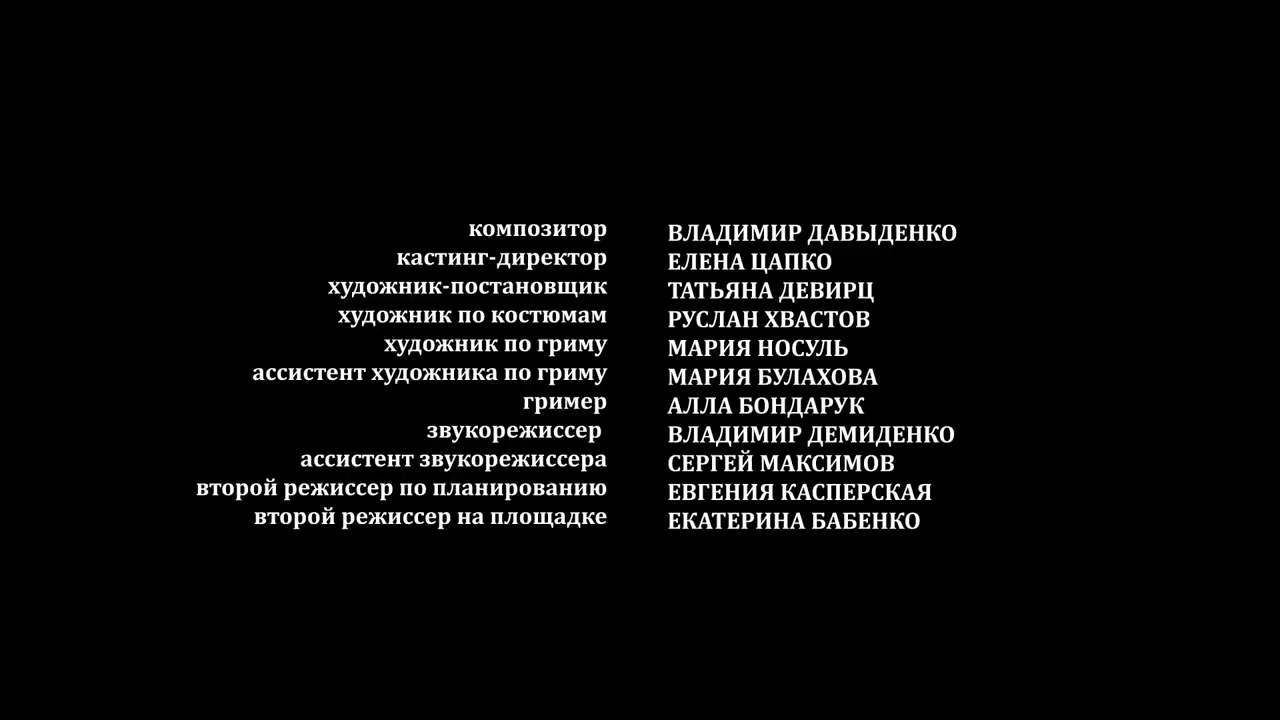 композитор ВЛАДИМИР ДАВЫДЕНКО
кастинг-директор ЕЛЕНА ЦАПКО
художник-постановщик ТАТЬЯНА ДЕВИРЦ
художник по костюмам РУСЛАН ХВАСТОВ
художник по гриму МАРИЯ НОСУЛЬ
ассистент художника по гриму МАРИЯ БУЛАХОВА
гример АЛЛА БОНДАРУК
звукорежиссер ВЛАДИМИР ДЕМИДЕНКО
ассистент звукорежиссера СЕРГЕЙ МАКСИМОВ
второй режиссер по планированию ЕВГЕНИЯ КАСПЕРСКАЯ
второй режиссер на площадке ЕКАТЕРИНА БАБЕНКО